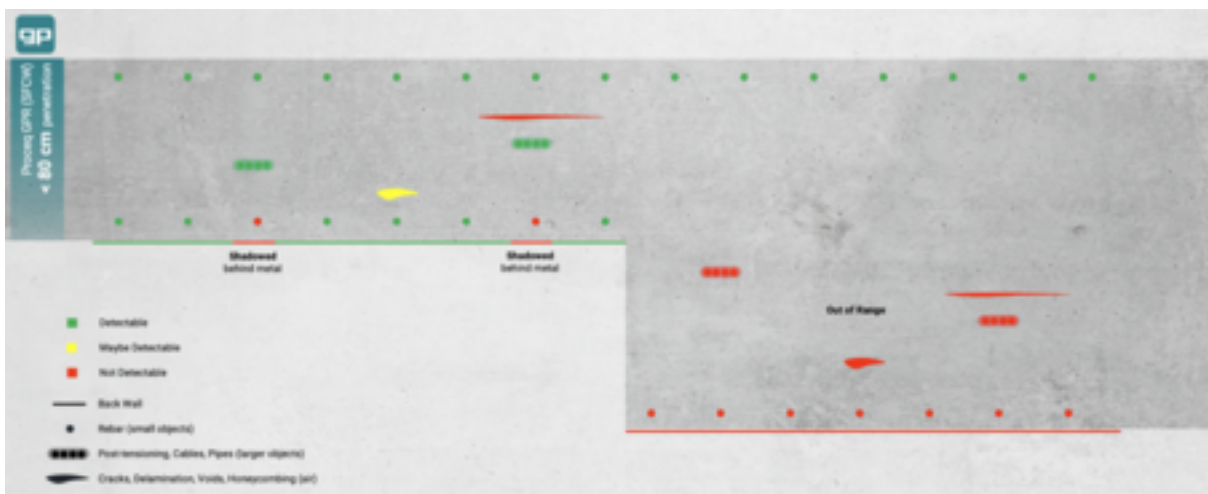 gp
Proceq GPR (SFCW)
< 80 cm penetration
Shadowed
behind metal
Shadowed
behind metal
Out of Range
Detectable
Maybe Detectable
Not Detectable
Back Wall
Rebar (small objects)
Post-tensioning, Cables, Pipes (larger objects)
Cracks, Delamination, Voids, Honeycombing (air)